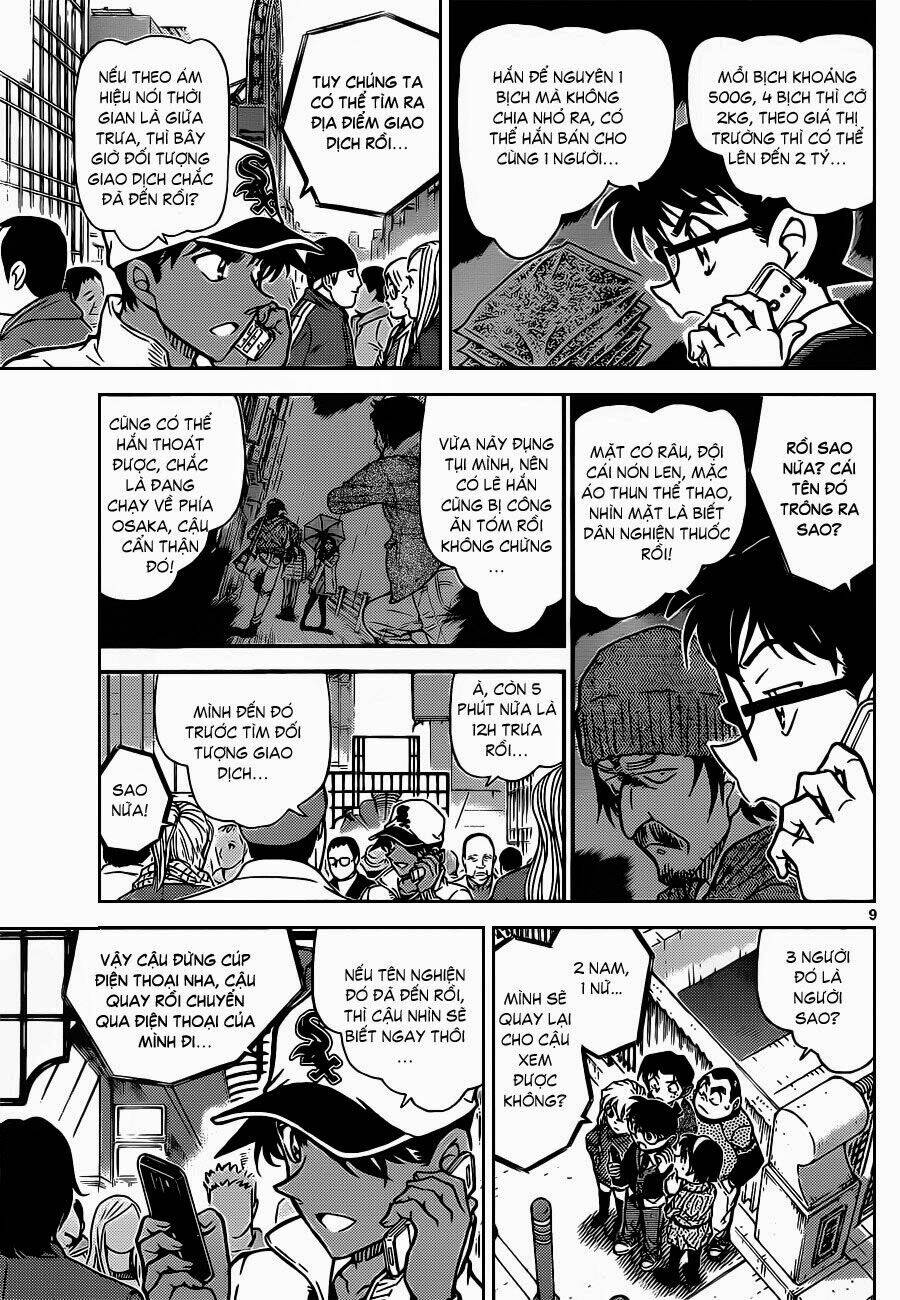 MỖI BỊCH KHOẢNG
500G, 4 BỊCH THÌ CỠ
2KG, THEO GIÁ THỊ
TRƯỜNG THÌ CÓ THỂ
LÊN ĐẾN 2 TỶ...
HẮN ĐỂ NGUYÊN 1
BỊCH MÀ KHÔNG
CHIA NHỎ RA, CÓ
THỂ HẮN BÁN CHO
CÙNG 1 NGƯỜI...
TUY CHÚNG TA
CÓ THỂ TÌM RA
ĐỊA ĐIỂM GIAO
DỊCH RỒI...
NẾU THEO ÁM
HIỆU NÓI THỜI
GIAN LÀ GIỮA
TRƯA, THÌ BÂY
GIỜ ĐỐI TƯỢNG
GIAO DỊCH CHẮC
ĐÃ ĐẾN RỒI?
SOX
RỒI SAO
NỮA? CÁI
TÊN ĐÓ
TRÔNG RA
SAO?
MẶT CÓ RÂU, ĐỘI
CÁI NÓN LEN, MẶC
ÁO THUN THỂ THAO,
NHÌN MẶT LÀ BIẾT
DÂN NGHIỆN THUỐC
RỒI!
VỪA NÃY ĐỤNG
TỤI MÌNH, NÊN
CÓ LẼ HẮN
CŨNG BỊ CÔNG
AN TÓM RỒI
KHÔNG CHỪNG
...
CŨNG CÓ THỂ
HẮN THOÁT
ĐƯỢC, CHẮC
LÀ ĐANG
CHẠY VỀ PHÍA
OSAKA, CẬU
CẨN THẬN
ĐÓ!
À, CÒN 5
PHÚT NỮA LÀ
12H TRƯA
RỒI...
MÌNH ĐẾN ĐÓ
TRƯỚC TÌM ĐỐI
TƯỢNG GIAO
DỊCH...
SAO
NỮA!
9
3 NGƯỜI
ĐÓ LÀ
NGƯỜI
SAO?
2 NAM,
1 NỮ...
MÌNH SẼ
QUAY LẠI
CHO CẬU
XEM
ĐƯỢC
KHÔNG?
NẾU TÊN NGHIỆN
ĐÓ ĐÃ ĐẾN RỒI,
THÌ CẬU NHÌN SẼ
BIẾT NGAY THÔI
...
VẬY CẬU ĐỪNG CÚP
ĐIỆN THOẠI NHA, CẬU
QUAY RỒI CHUYỂN
QUA ĐIỆN THOẠI CỦA
MÌNH ĐI...
SOX